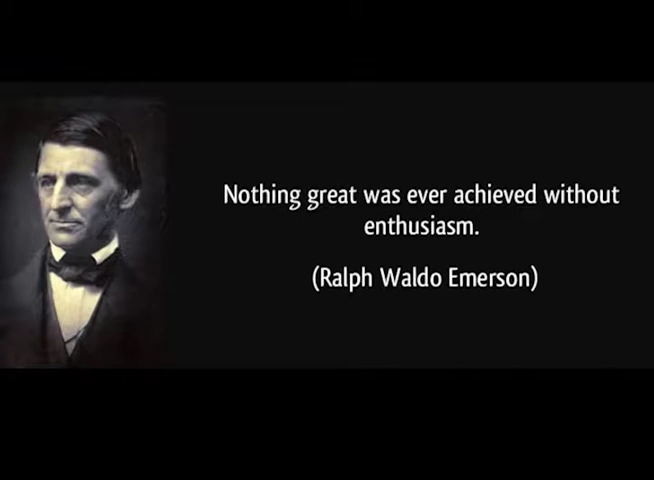 Nothing great was ever achieved without
enthusiasm.
(Ralph Waldo Emerson)